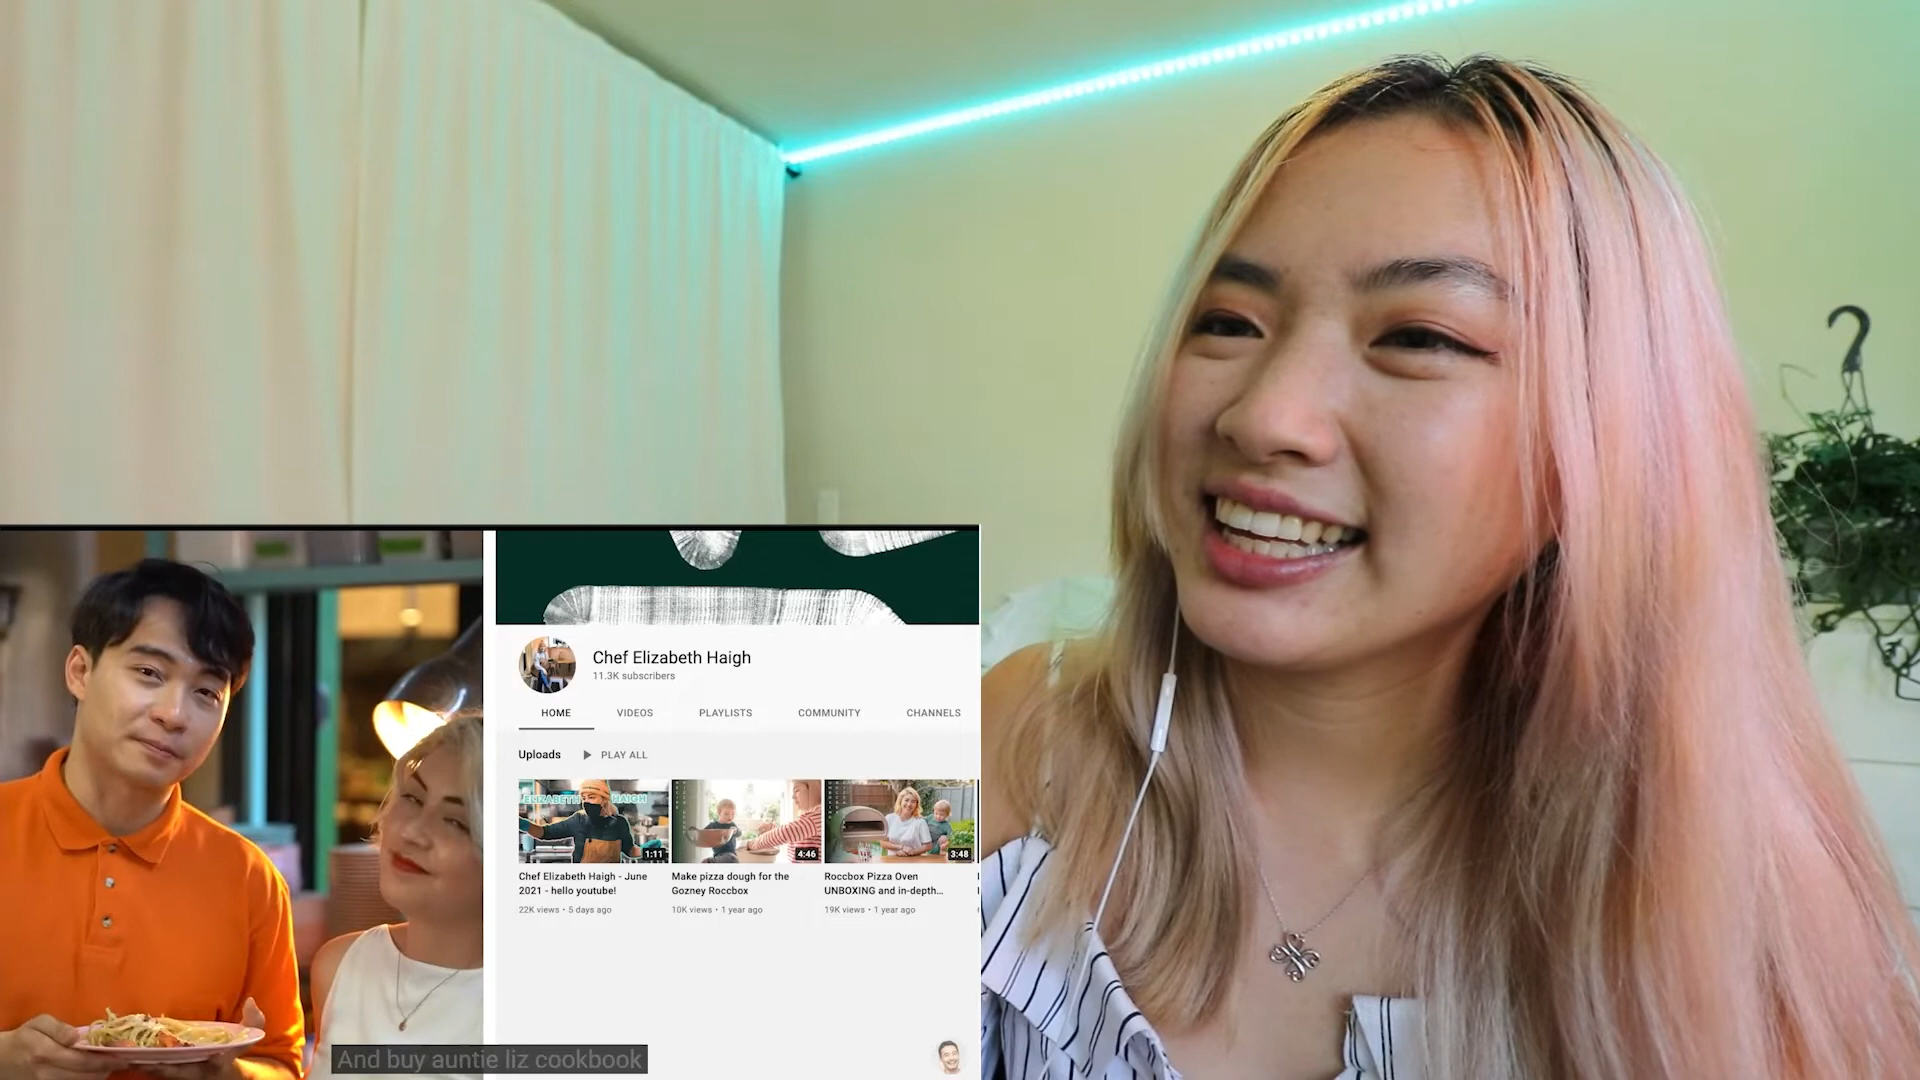 Chef Elizabeth Haigh
11.3K subscribers
HOME VIDEOS PLAYLISTS COMMUNITY CHANNELS
Uploads PLAY ALL
ELIZABETH HAIGH
1:11
4:46
3:48
Chef Elizabeth Haigh - June
2021 - hello youtube!
22K views • 5 days ago
Make pizza dough for the
Gozney Roccbox
10K views • 1 year ago
Roccbox Pizza Oven
UNBOXING and in-depth...
19K views • 1 year ago
And buy auntie liz cookbook